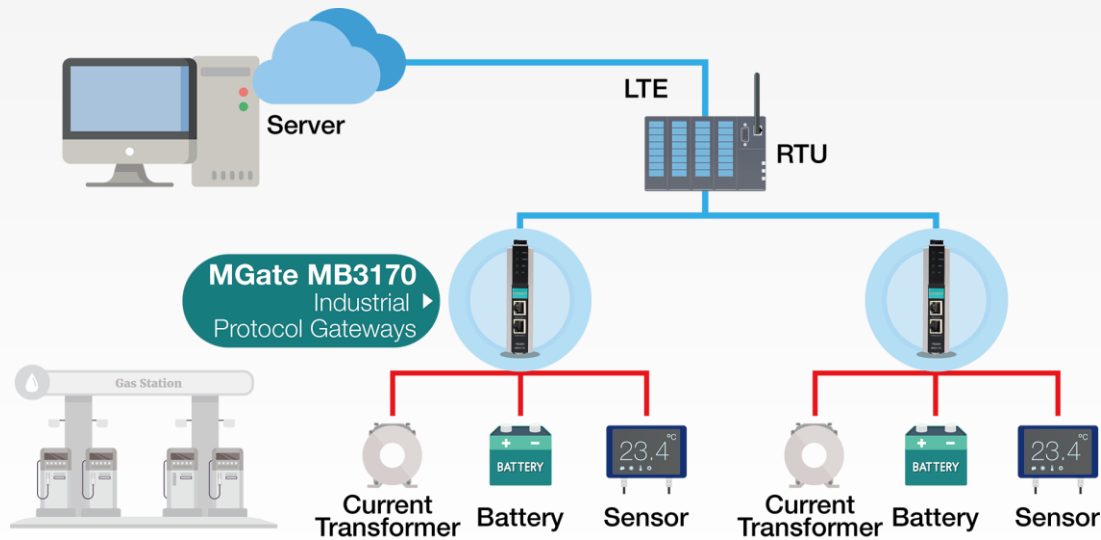 LTE
Server
RTU
MGate MB3170
Industrial
Protocol Gateways
Gas Station
23.4 °C
23.4 °C
+ −
BATTERY
+ −
BATTERY
Current
Transformer
Battery
Sensor
Current
Transformer
Battery
Sensor